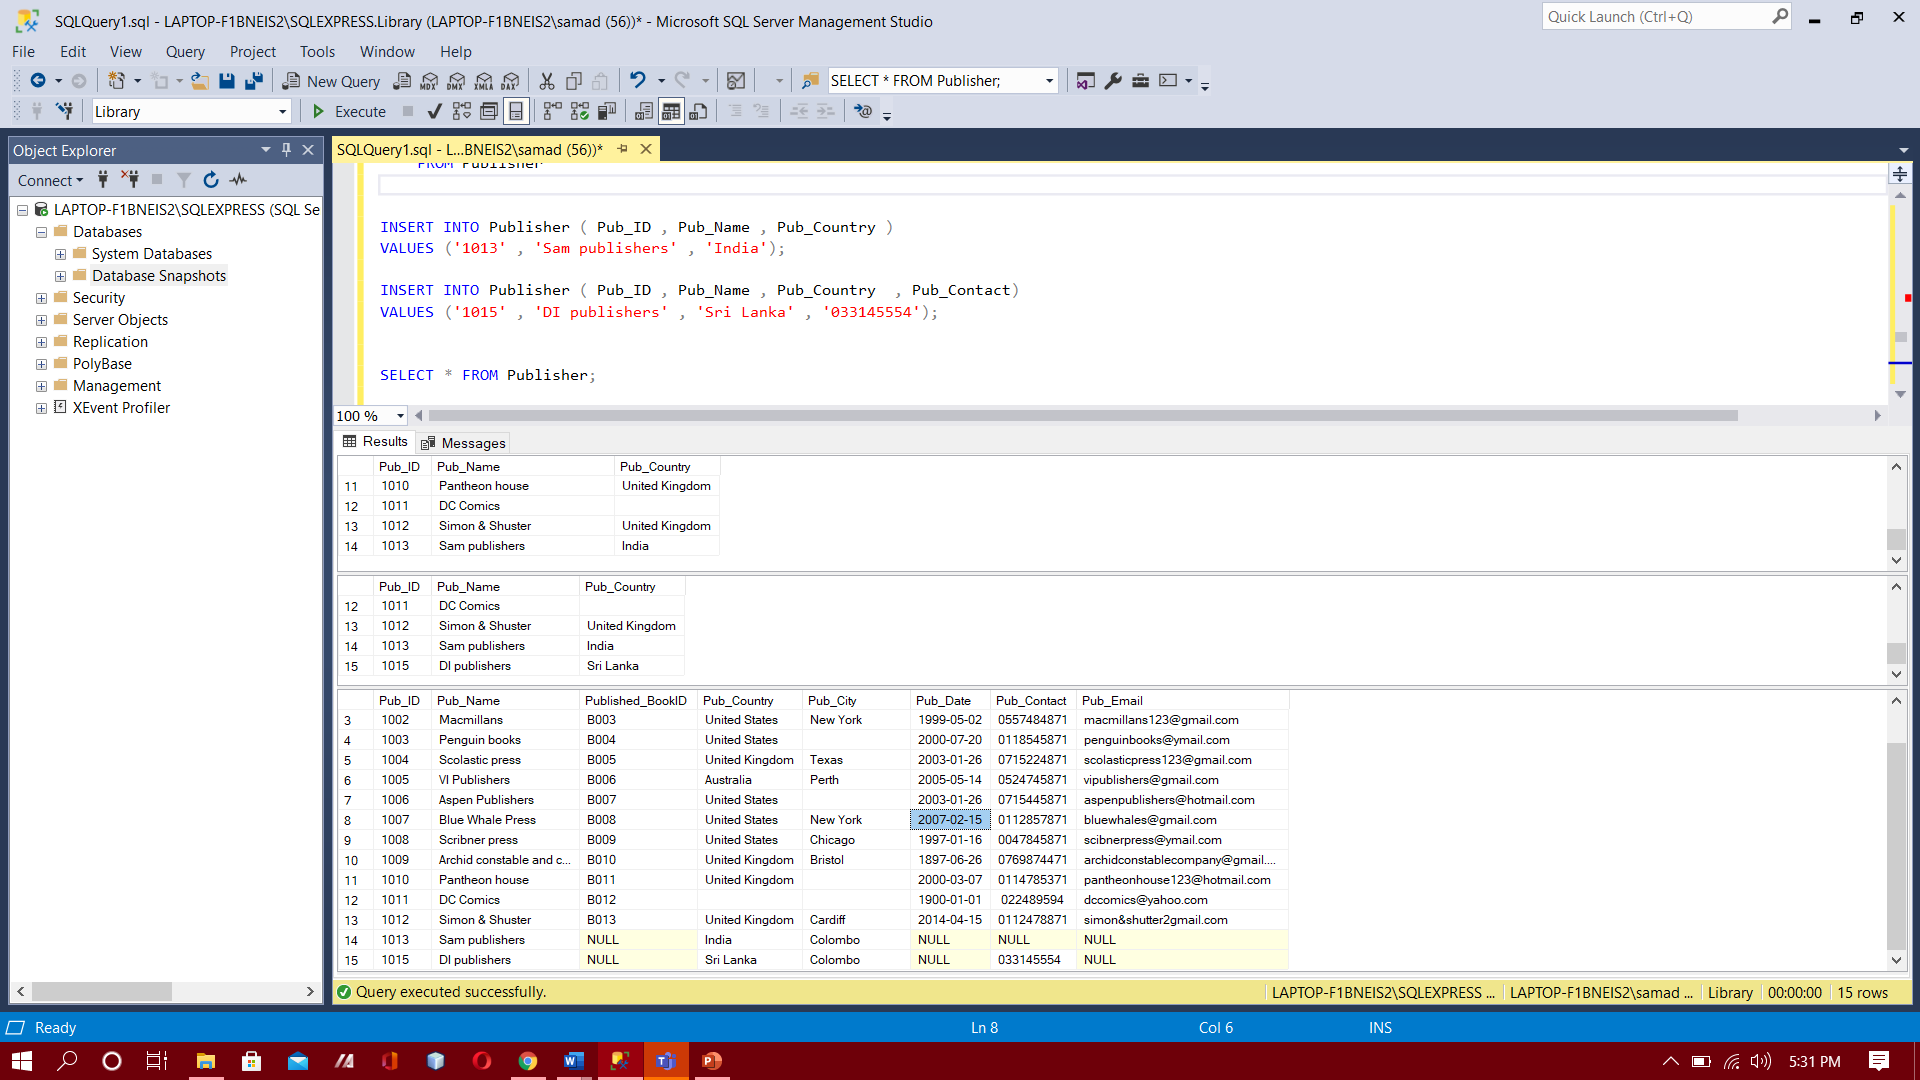 SQLQuery1.sql - LAPTOP-F1BNEIS2\SQLEXPRESS.Library (LAPTOP-F1BNEIS2\samad (56))* - Microsoft SQL Server Management Studio
Quick Launch (Ctrl+Q)
File Edit View Query Project Tools Window Help
New Query MDX DMX XMLA DAX SELECT * FROM Publisher;
Library Execute
Object Explorer
Connect
LAPTOP-F1BNEIS2\SQLEXPRESS (SQL Se
Databases
System Databases
Database Snapshots
Security
Server Objects
Replication
PolyBase
Management
XEvent Profiler
SQLQuery1.sql - L...BNEIS2\samad (56))*
FROM Publisher
INSERT INTO Publisher ( Pub_ID , Pub_Name , Pub_Country )
VALUES ('1013' , 'Sam publishers' , 'India');
INSERT INTO Publisher ( Pub_ID , Pub_Name , Pub_Country  , Pub_Contact)
VALUES ('1015' , 'DI publishers' , 'Sri Lanka' , '033145554');
SELECT * FROM Publisher;
100 %
Results Messages
Pub_ID Pub_Name Pub_Country
11 1010 Pantheon house United Kingdom
12 1011 DC Comics
13 1012 Simon & Shuster United Kingdom
14 1013 Sam publishers India
Pub_ID Pub_Name Pub_Country
12 1011 DC Comics
13 1012 Simon & Shuster United Kingdom
14 1013 Sam publishers India
15 1015 DI publishers Sri Lanka
Pub_ID Pub_Name Published_BookID Pub_Country Pub_City Pub_Date Pub_Contact Pub_Email
3 1002 Macmillans B003 United States New York 1999-05-02 0557484871 macmillans123@gmail.com
4 1003 Penguin books B004 United States 2000-07-20 0118545871 penguinbooks@ymail.com
5 1004 Scolastic press B005 United Kingdom Texas 2003-01-26 0715224871 scolasticpress123@gmail.com
6 1005 VI Publishers B006 Australia Perth 2005-05-14 0524745871 vipublishers@gmail.com
7 1006 Aspen Publishers B007 United States 2003-01-26 0715445871 aspenpublishers@hotmail.com
8 1007 Blue Whale Press B008 United States New York 2007-02-15 0112857871 bluewhales@gmail.com
9 1008 Scribner press B009 United States Chicago 1997-01-16 0047845871 scibnerpress@ymail.com
10 1009 Archid constable and c... B010 United Kingdom Bristol 1897-06-26 0769874471 archidconstablecompany@gmail....
11 1010 Pantheon house B011 United Kingdom 2000-03-07 0114785371 pantheonhouse123@hotmail.com
12 1011 DC Comics B012 1900-01-01 022489594 dccomics@yahoo.com
13 1012 Simon & Shuster B013 United Kingdom Cardiff 2014-04-15 0112478871 simon&shutter2gmail.com
14 1013 Sam publishers NULL India Colombo NULL NULL NULL
15 1015 DI publishers NULL Sri Lanka Colombo NULL 033145554 NULL
Query executed successfully. LAPTOP-F1BNEIS2\SQLEXPRESS ... LAPTOP-F1BNEIS2\samad ... Library 00:00:00 15 rows
Ready Ln 8 Col 6 INS
5:31 PM